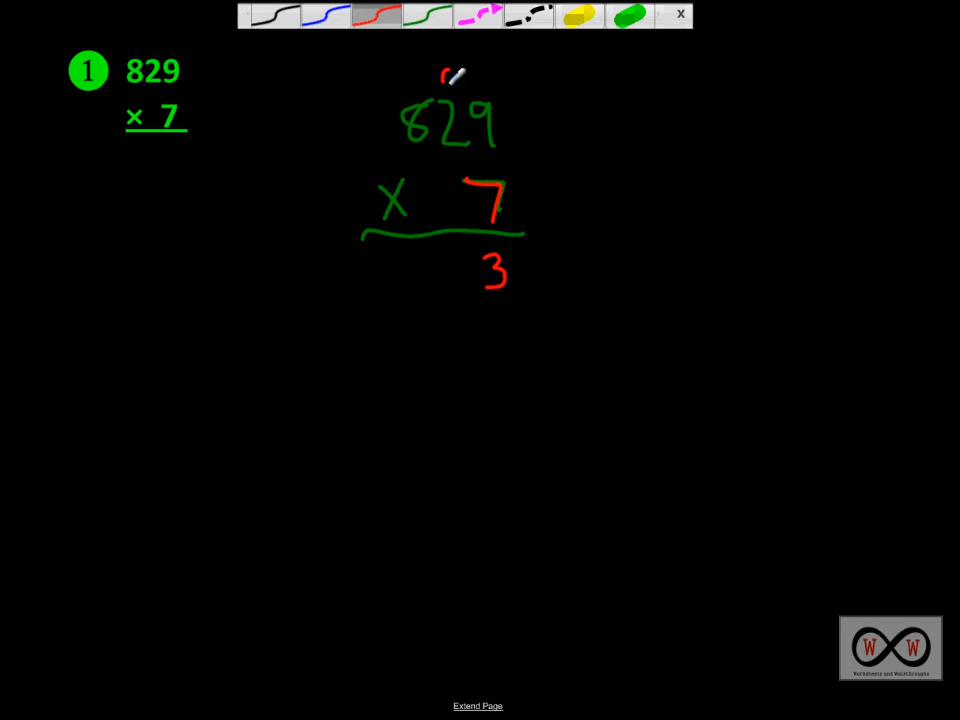 x
1 829
× 7
829
x 7
3
W W
Worksheets and Walkthroughs
Extend Page